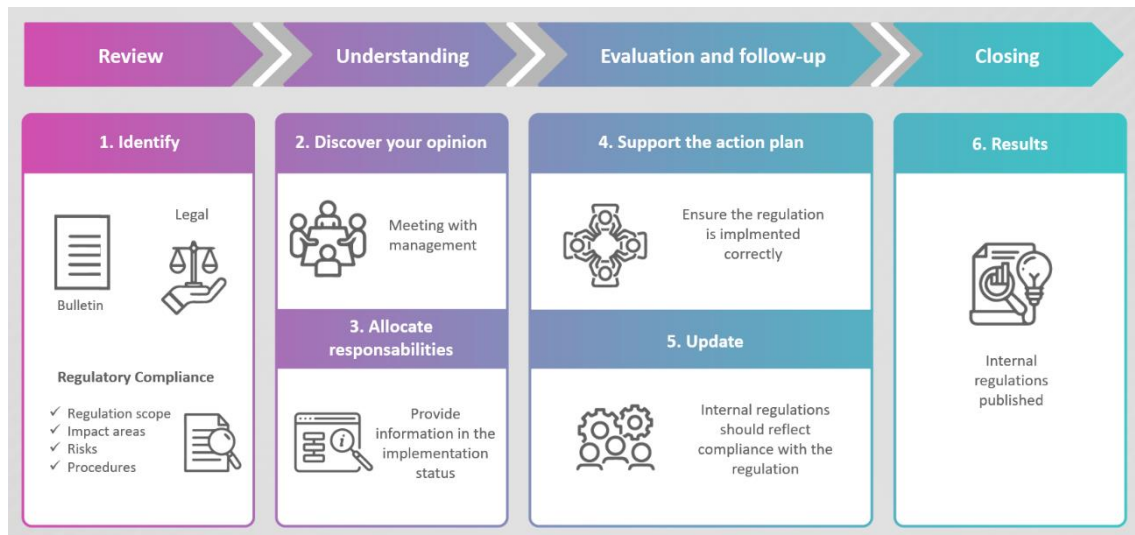 Review
Understanding
Evaluation and follow-up
Closing
1. Identify
Legal
Bulletin
Regulatory Compliance
✓ Regulation scope
✓ Impact areas
✓ Risks
✓ Procedures
2. Discover your opinion
Meeting with
management
3. Allocate
responsabilities
Provide
information in the
implementation
status
4. Support the action plan
Ensure the regulation
is implmented
correctly
5. Update
Internal regulations
should reflect
compliance with the
regulation
6. Results
Internal
regulations
published